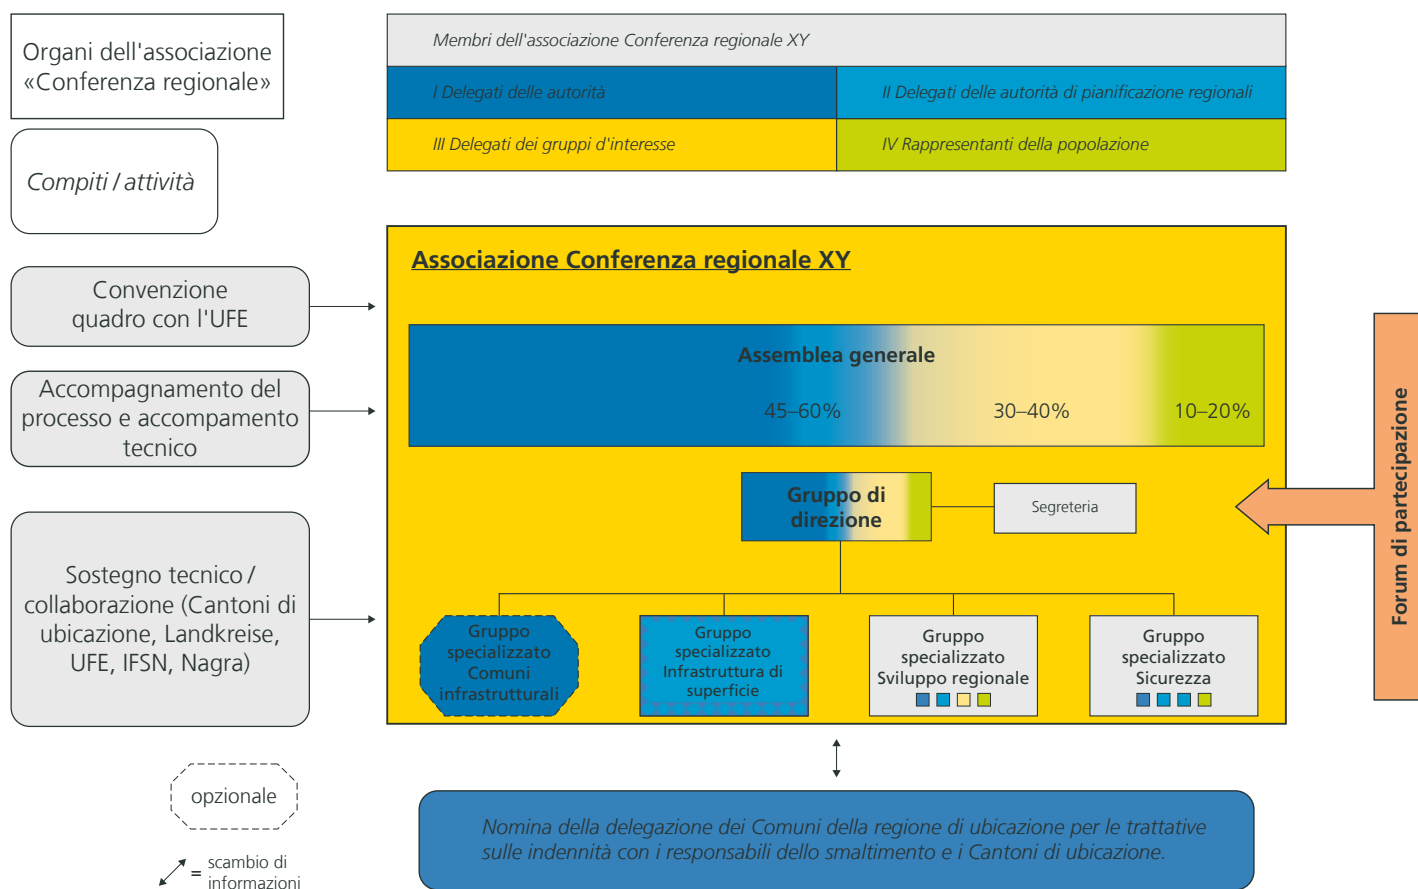 Organi dell'associazione
«Conferenza regionale»
Compiti / attività
Membri dell'associazione Conferenza regionale XY
I Delegati delle autorità
II Delegati delle autorità di pianificazione regionali
III Delegati dei gruppi d'interesse
IV Rappresentanti della popolazione
Convenzione
quadro con l'UFE
Accompagnamento del
processo e accompamento
tecnico
Sostegno tecnico /
collaborazione (Cantoni di
ubicazione, Landkreise,
UFE, IFSN, Nagra)
Associazione Conferenza regionale XY
Assemblea generale
45–60%
30–40%
10–20%
Gruppo di
direzione
Segreteria
Gruppo
specializzato
Comuni
infrastrutturali
Gruppo
specializzato
Infrastruttura di
superficie
Gruppo
specializzato
Sviluppo regionale
Gruppo
specializzato
Sicurezza
Forum di partecipazione
opzionale
= scambio di
informazioni
Nomina della delegazione dei Comuni della regione di ubicazione per le trattative
sulle indennità con i responsabili dello smaltimento e i Cantoni di ubicazione.